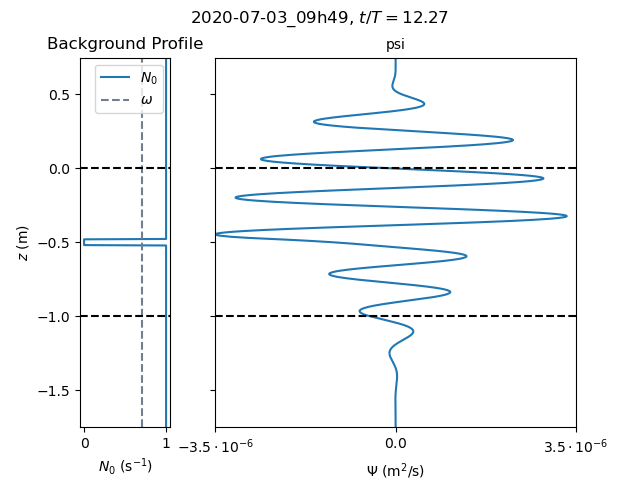 2020-07-03_09h49, t/T = 12.27
Background Profile
psi
N₀
ω
0.5
0.0
−0.5
−1.0
−1.5
z (m)
0
1
N₀ (s⁻¹)
−3.5 · 10⁻⁶
0.0
3.5 · 10⁻⁶
Ψ (m²/s)